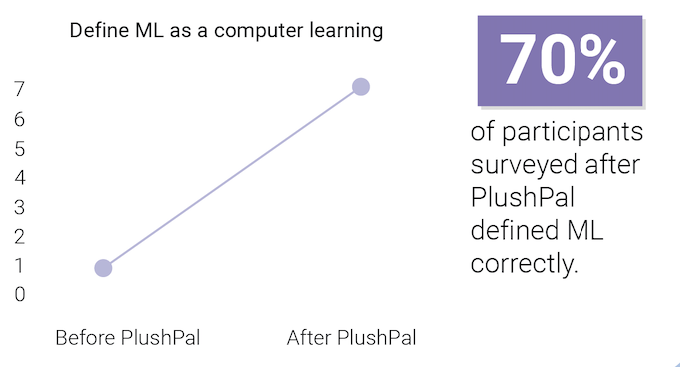 Define ML as a computer learning
7
6
5
4
3
2
1
0
Before PlushPal After PlushPal
70%
of participants
surveyed after
PlushPal
defined ML
correctly.